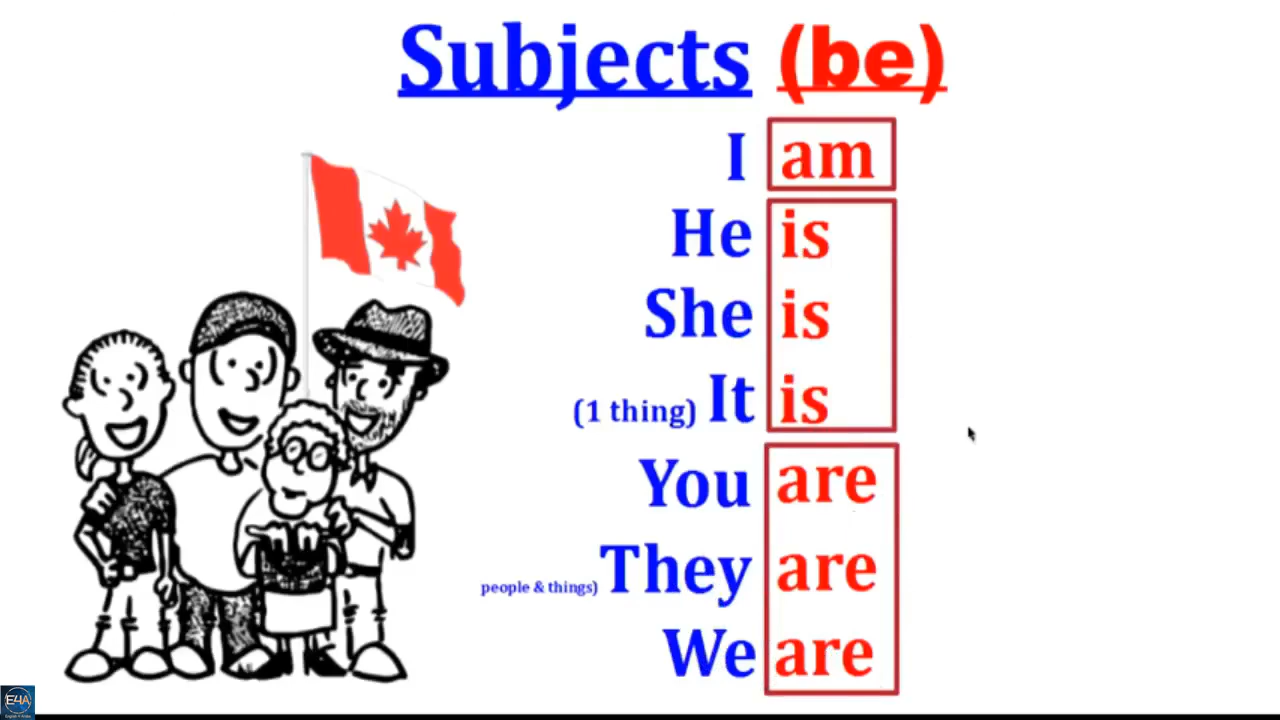 Subjects (be)
I am
He is
She is
(1 thing) It is
You are
people & things) They are
We are
E4A